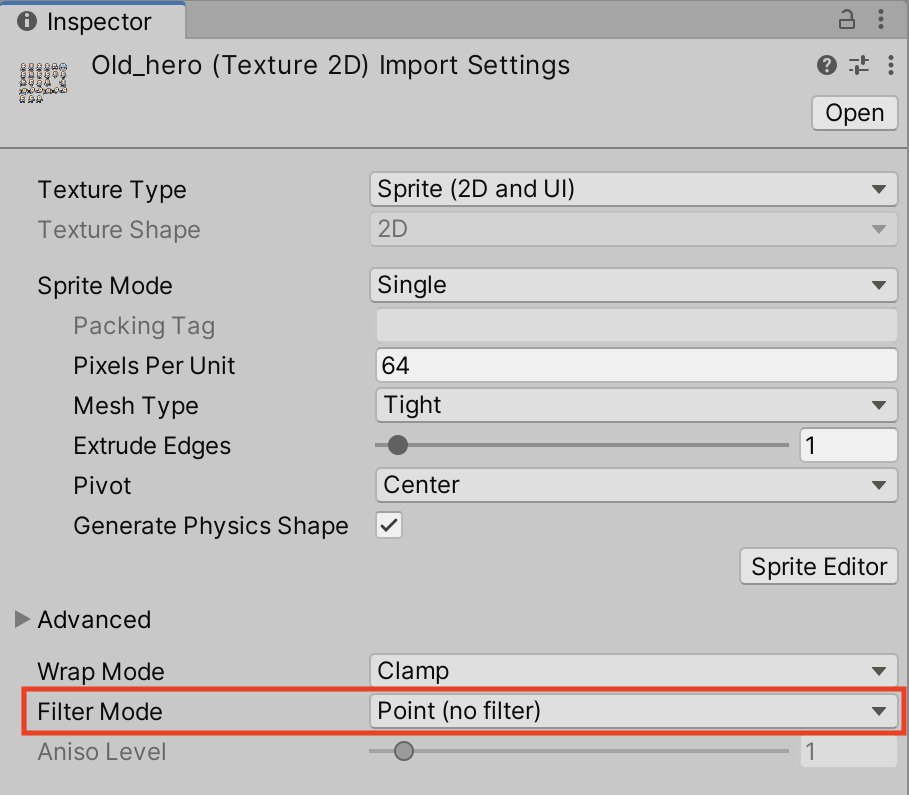 Inspector
Old_hero (Texture 2D) Import Settings
Open
Texture Type Sprite (2D and UI)
Texture Shape 2D
Sprite Mode Single
Packing Tag
Pixels Per Unit 64
Mesh Type Tight
Extrude Edges 1
Pivot Center
Generate Physics Shape
Sprite Editor
Advanced
Wrap Mode Clamp
Filter Mode Point (no filter)
Aniso Level 1